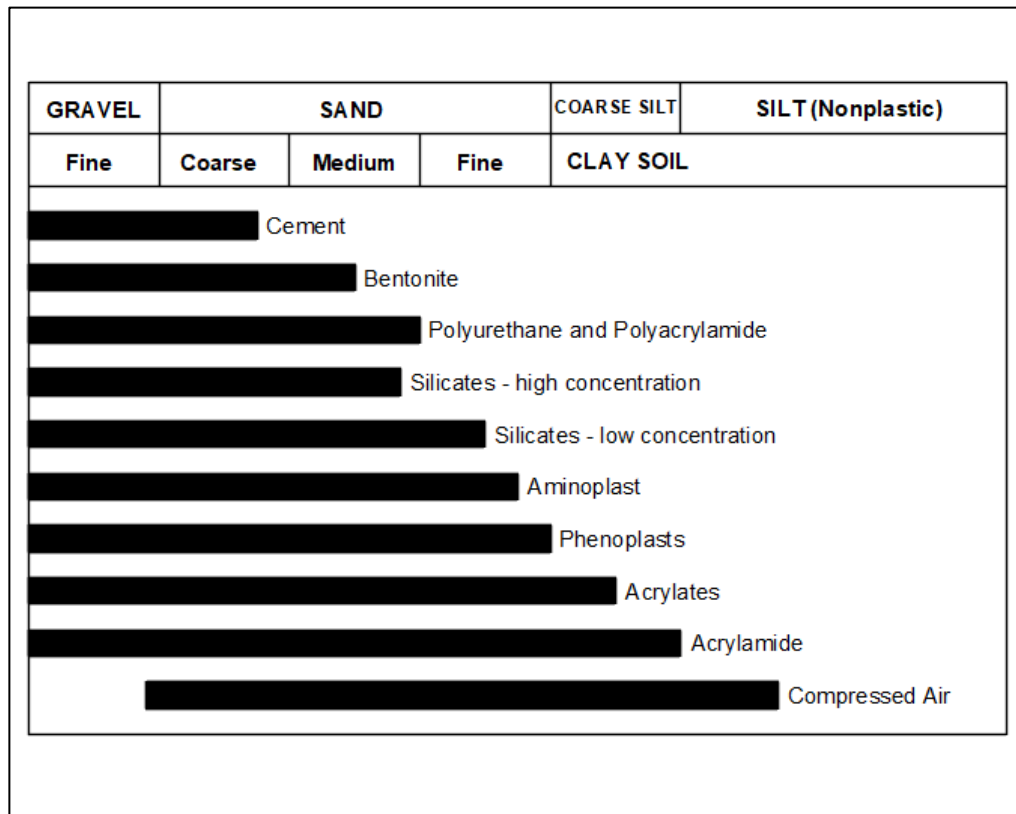 GRAVEL SAND COARSE SILT SILT (Nonplastic)
Fine Coarse Medium Fine CLAY SOIL
Cement
Bentonite
Polyurethane and Polyacrylamide
Silicates - high concentration
Silicates - low concentration
Aminoplast
Phenoplasts
Acrylates
Acrylamide
Compressed Air